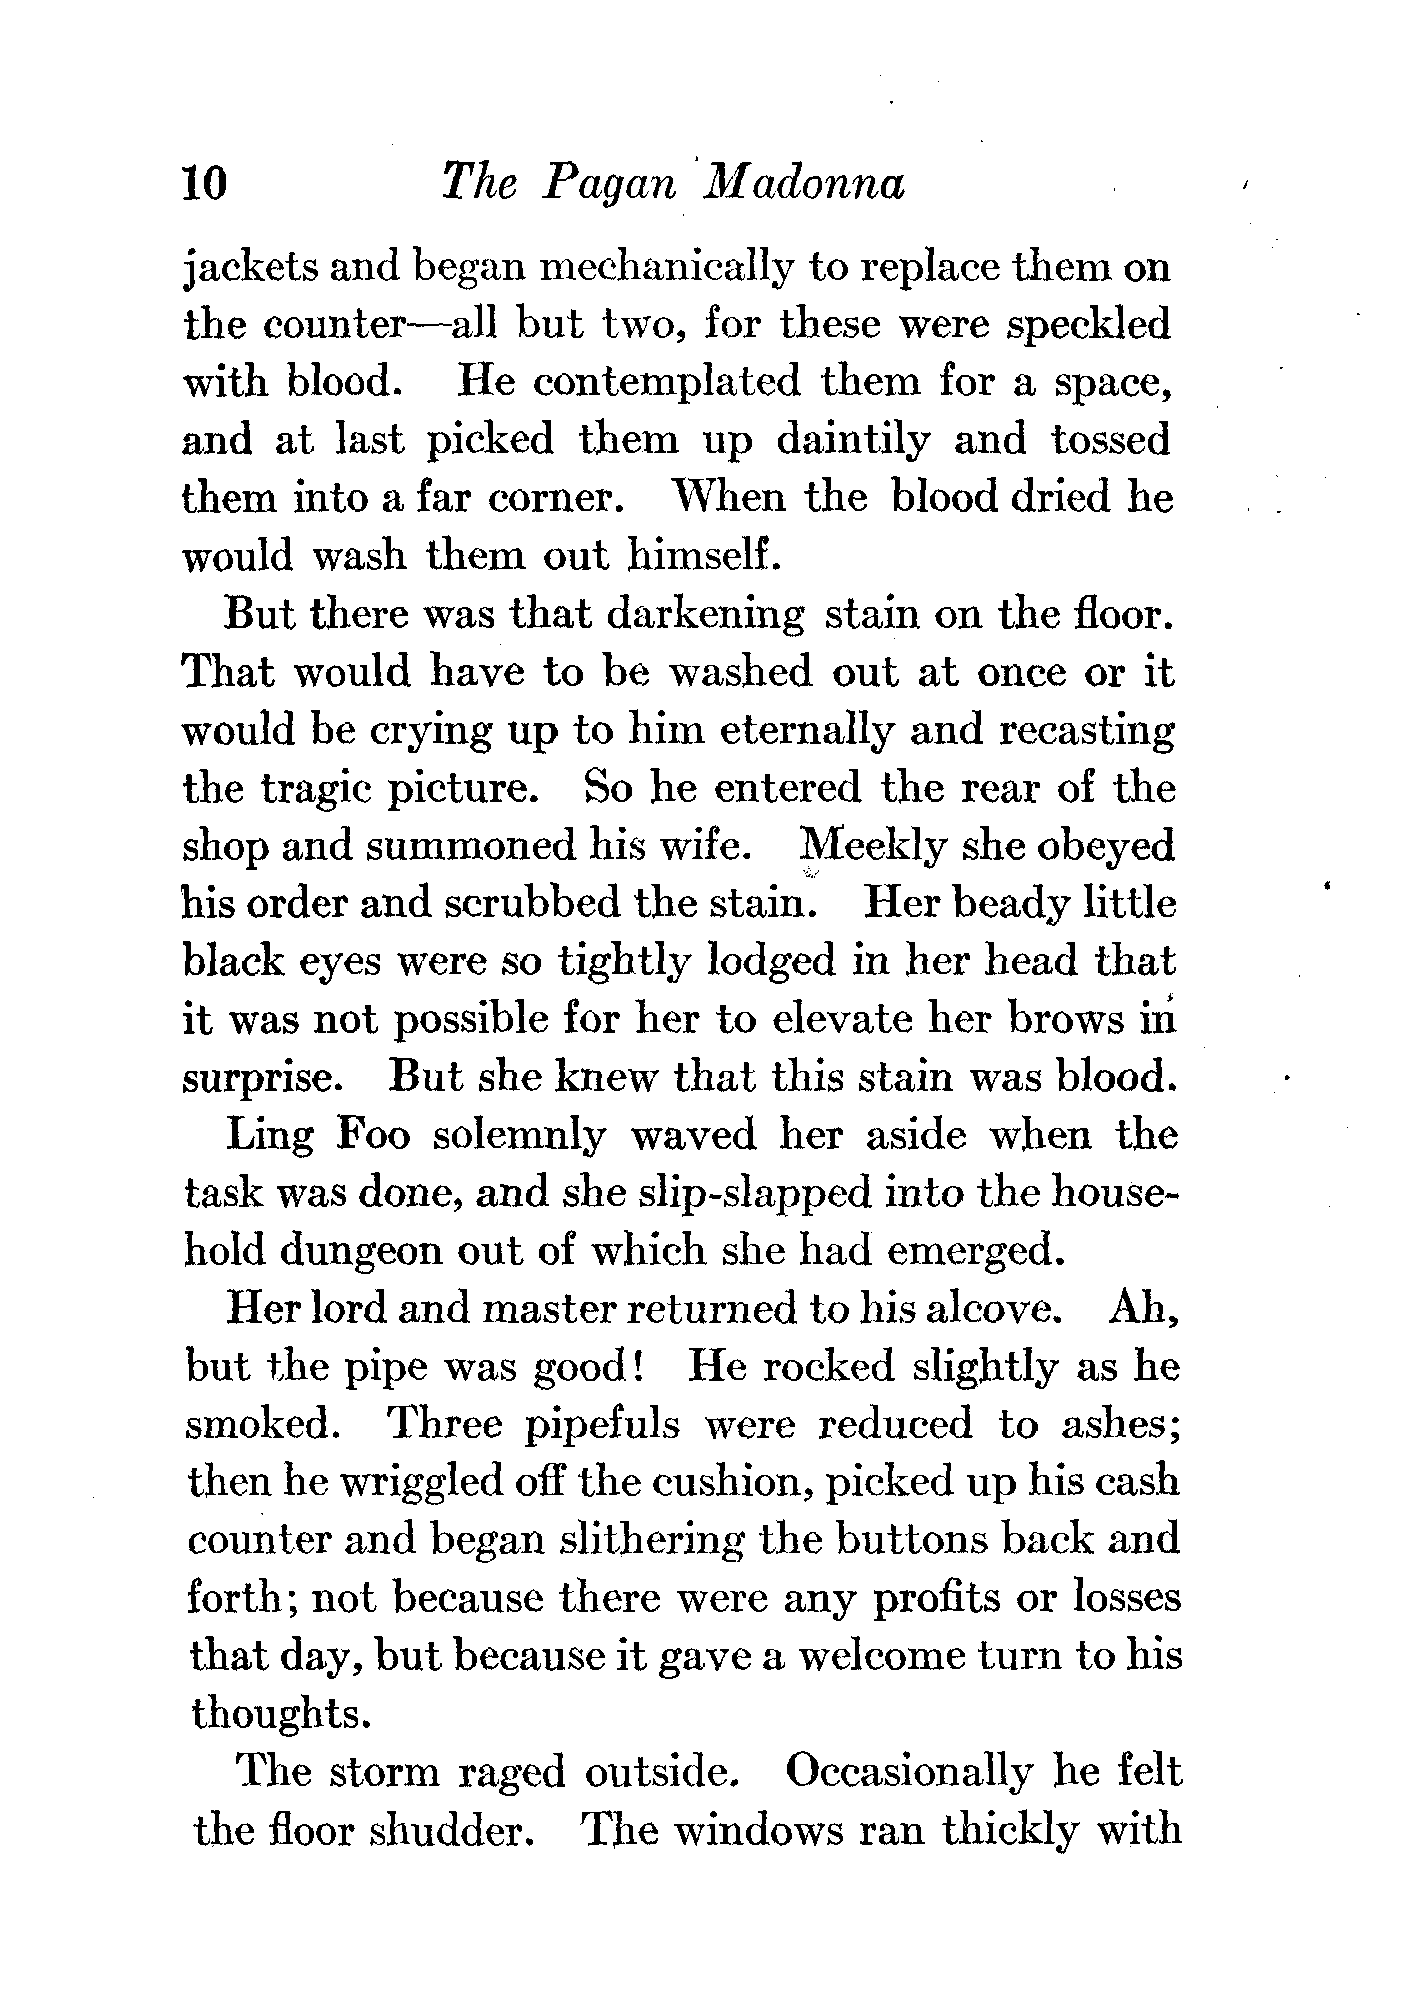 10 The Pagan Madonna
jackets and began mechanically to replace them on
the counter—all but two, for these were speckled
with blood. He contemplated them for a space,
and at last picked them up daintily and tossed
them into a far corner. When the blood dried he
would wash them out himself.
But there was that darkening stain on the floor.
That would have to be washed out at once or it
would be crying up to him eternally and recasting
the tragic picture. So he entered the rear of the
shop and summoned his wife. Meekly she obeyed
his order and scrubbed the stain. Her beady little
black eyes were so tightly lodged in her head that
it was not possible for her to elevate her brows in
surprise. But she knew that this stain was blood.
Ling Foo solemnly waved her aside when the
task was done, and she slip-slapped into the house-
hold dungeon out of which she had emerged.
Her lord and master returned to his alcove. Ah,
but the pipe was good! He rocked slightly as he
smoked. Three pipefuls were reduced to ashes;
then he wriggled off the cushion, picked up his cash
counter and began slithering the buttons back and
forth; not because there were any profits or losses
that day, but because it gave a welcome turn to his
thoughts.
The storm raged outside. Occasionally he felt
the floor shudder. The windows ran thickly with